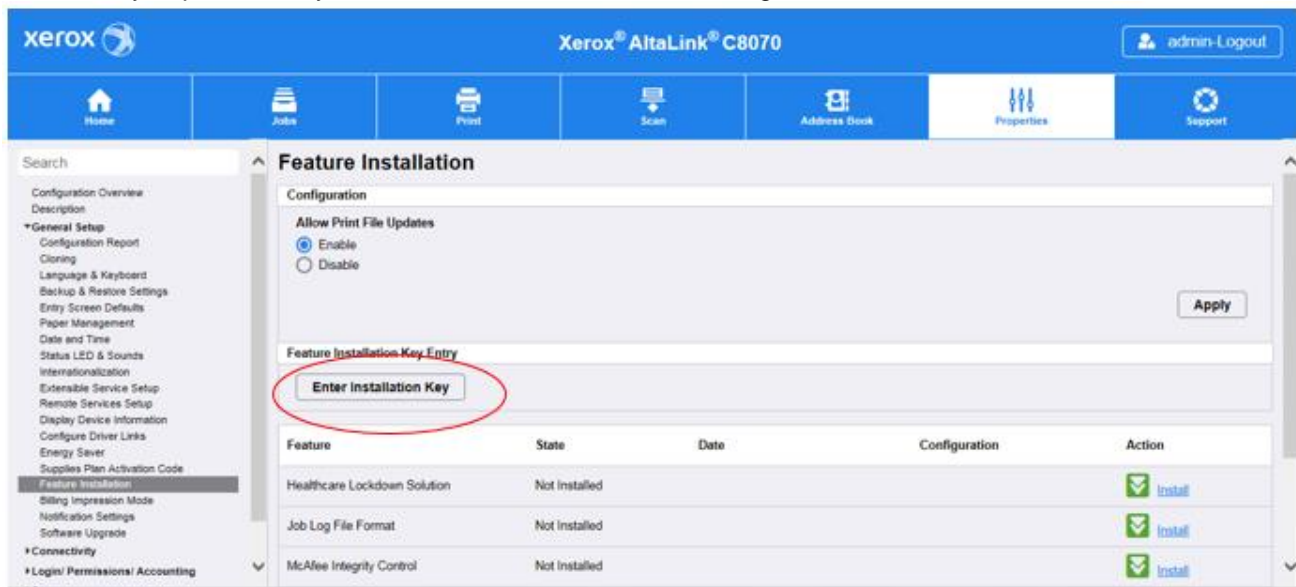 xerox
Xerox® AltaLink® C8070
admin-Logout
Home
Jobs
Print
Scan
Address Book
Properties
Support
Search
Configuration Overview
Description
General Setup
Configuration Report
Cloning
Language & Keyboard
Backup & Restore Settings
Entry Screen Defaults
Paper Management
Date and Time
Status LED & Sounds
Internationalization
Extensible Service Setup
Remote Services Setup
Display Device Information
Configure Driver Links
Energy Saver
Supplies Plan Activation Code
Feature Installation
Billing Impression Mode
Notification Settings
Software Upgrade
Connectivity
Login/ Permissions/ Accounting
Feature Installation
Configuration
Allow Print File Updates
Enable
Disable
Apply
Feature Installation Key Entry
Enter Installation Key
Feature State Date Configuration Action
Healthcare Lockdown Solution Not Installed Install
Job Log File Format Not Installed Install
McAfee Integrity Control Not Installed Install